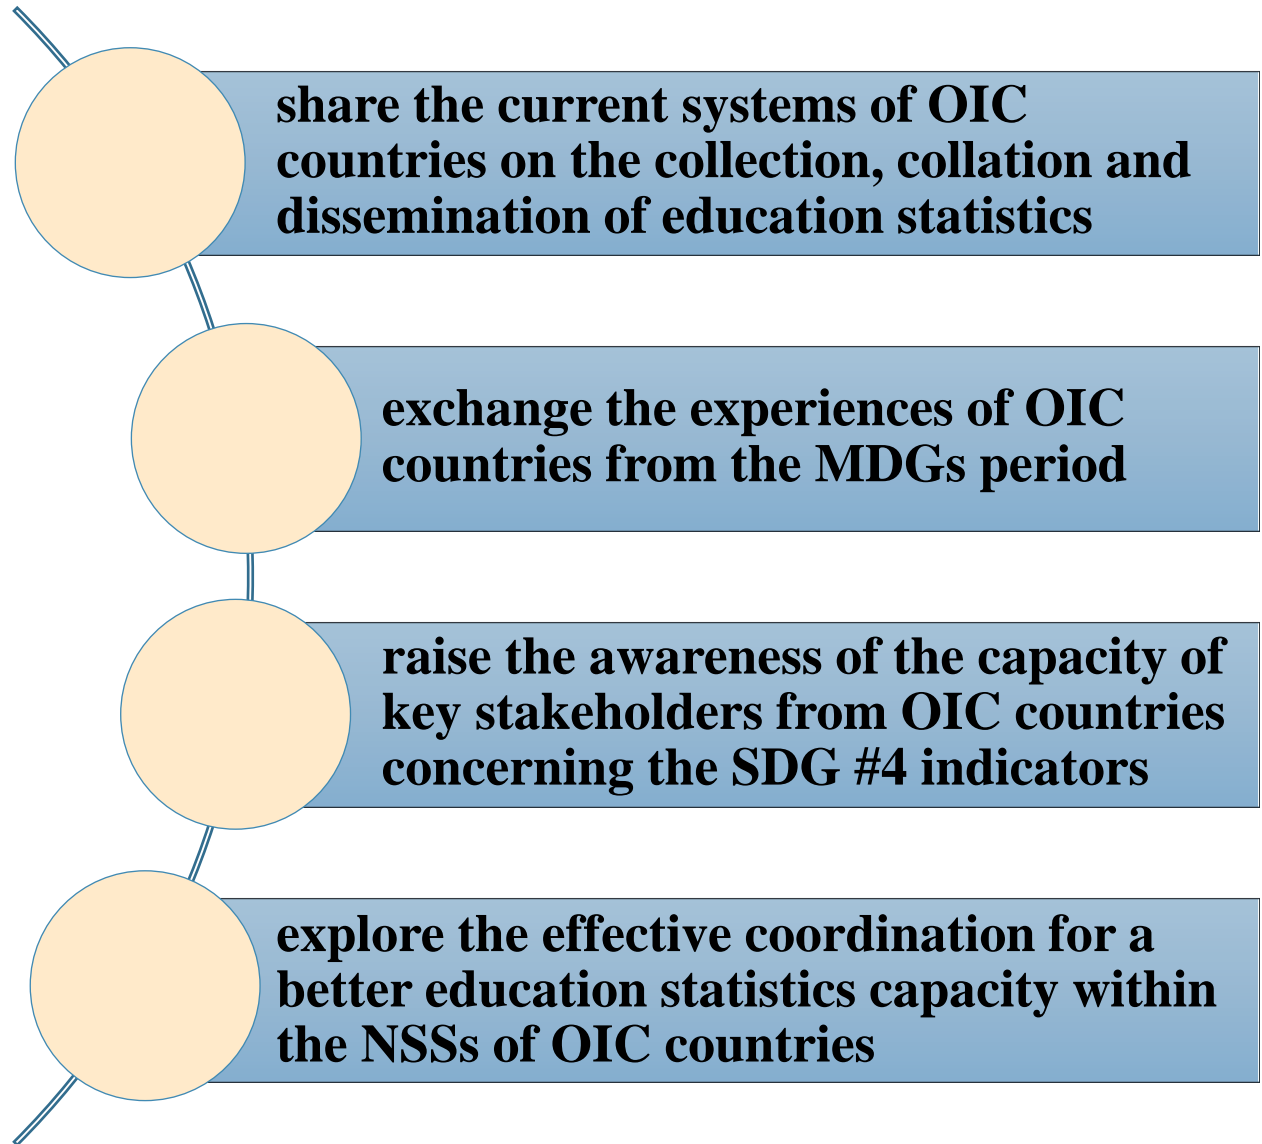 share the current systems of OIC
countries on the collection, collation and
dissemination of education statistics
exchange the experiences of OIC
countries from the MDGs period
raise the awareness of the capacity of
key stakeholders from OIC countries
concerning the SDG #4 indicators
explore the effective coordination for a
better education statistics capacity within
the NSSs of OIC countries